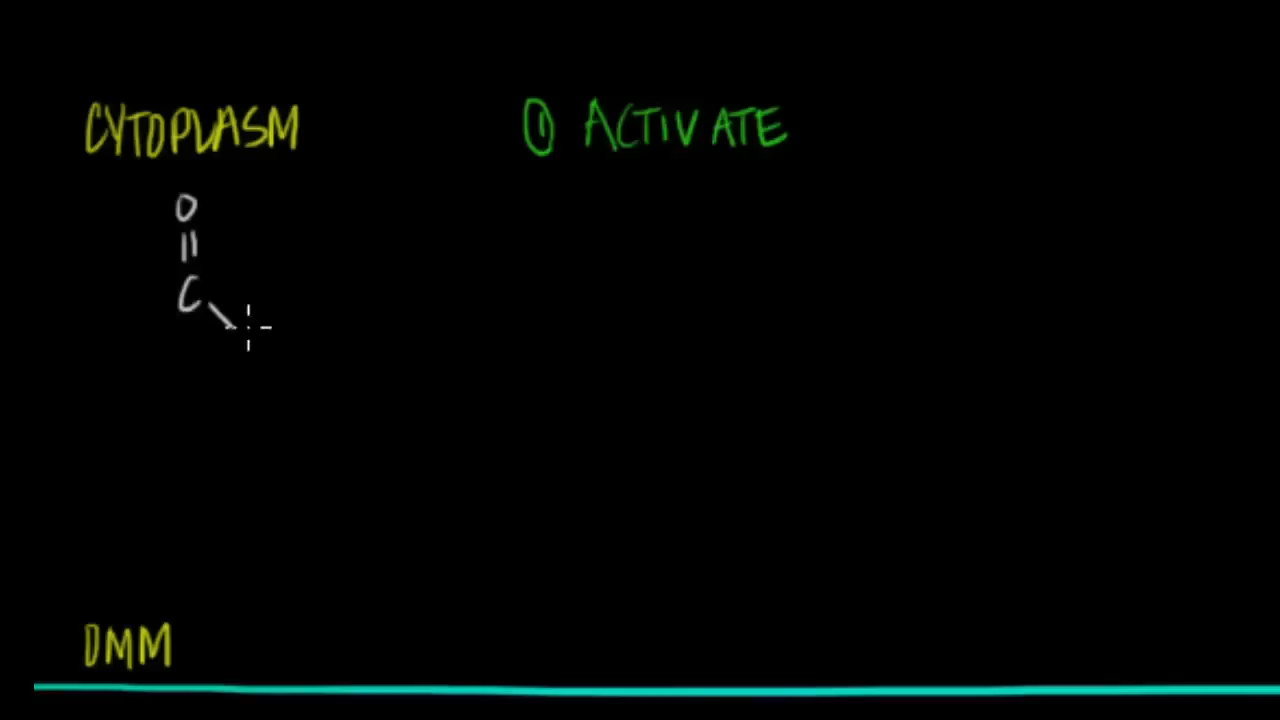 CYTOPLASM
① ACTIVATE
O
C
OMM